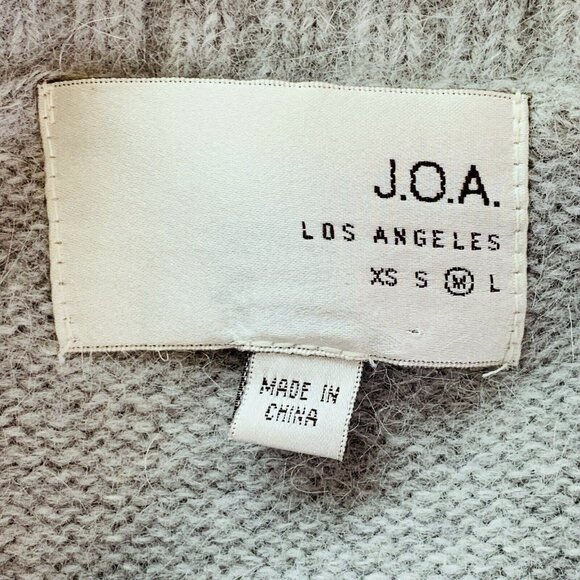 J.O.A.
LOS ANGELES
XS S M L
MADE IN
CHINA